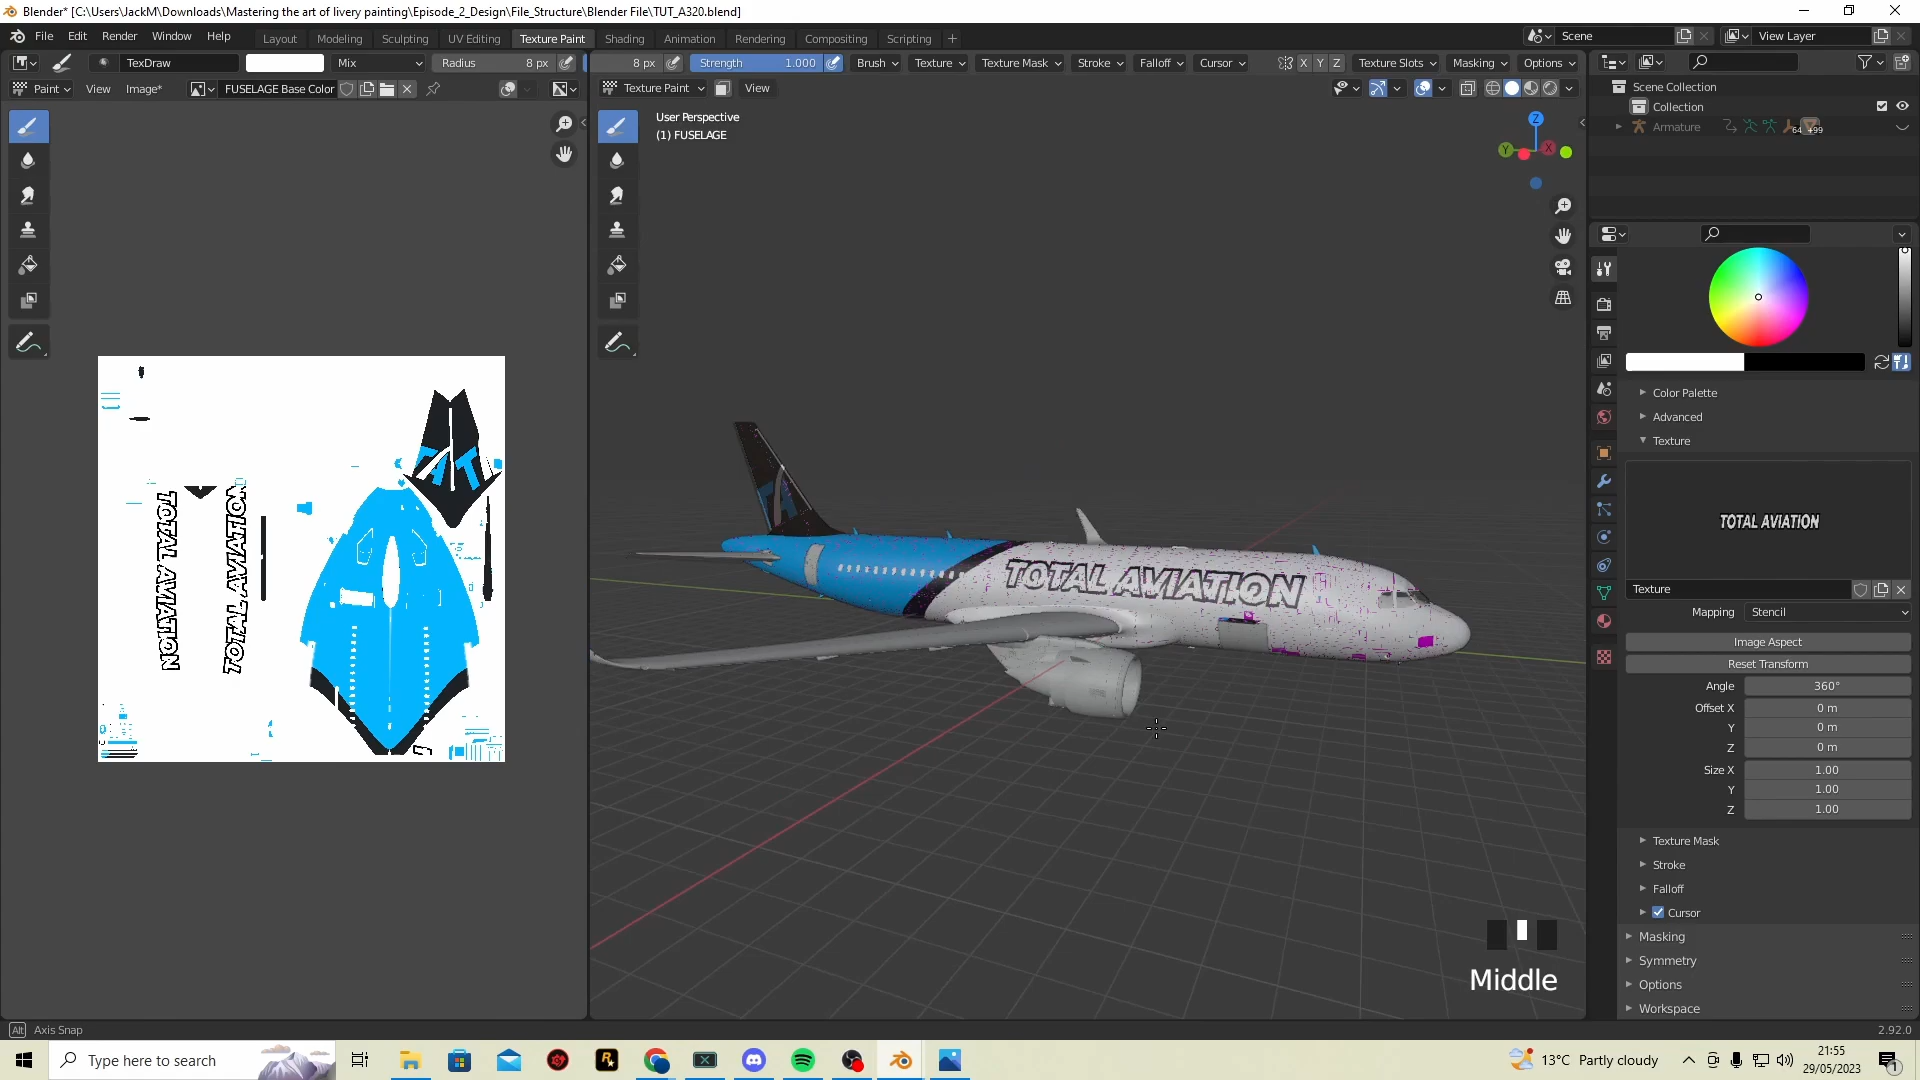 Blender* [C:\Users\JackM\Downloads\Mastering the art of livery painting\Episode_2_Design\File_Structure\Blender File\TUT_A320.blend]
File Edit Render Window Help Layout Modeling Sculpting UV Editing Texture Paint Shading Animation Rendering Compositing Scripting + Scene View Layer
TexDraw Mix Radius 8 px 8 px Strength 1.000 Brush Texture Texture Mask Stroke Falloff Cursor X Y Z Texture Slots Masking Options
Paint View Image* FUSELAGE Base Color Texture Paint View
Scene Collection
Collection
Armature 64 +99
User Perspective
(1) FUSELAGE
Z
Y X
TOTAL AVIATION
TOTAL AVIATION
AT
TOTAL AVIATION
Color Palette
Advanced
Texture
TOTAL AVIATION
Texture
Mapping Stencil
Image Aspect
Reset Transform
Angle 360°
Offset X 0 m
Y 0 m
Z 0 m
Size X 1.00
Y 1.00
Z 1.00
Texture Mask
Stroke
Falloff
Cursor
Masking
Symmetry
Options
Workspace
Middle
Alt Axis Snap
2.92.0
Type here to search
13°C Partly cloudy
21:55
29/05/2023
1